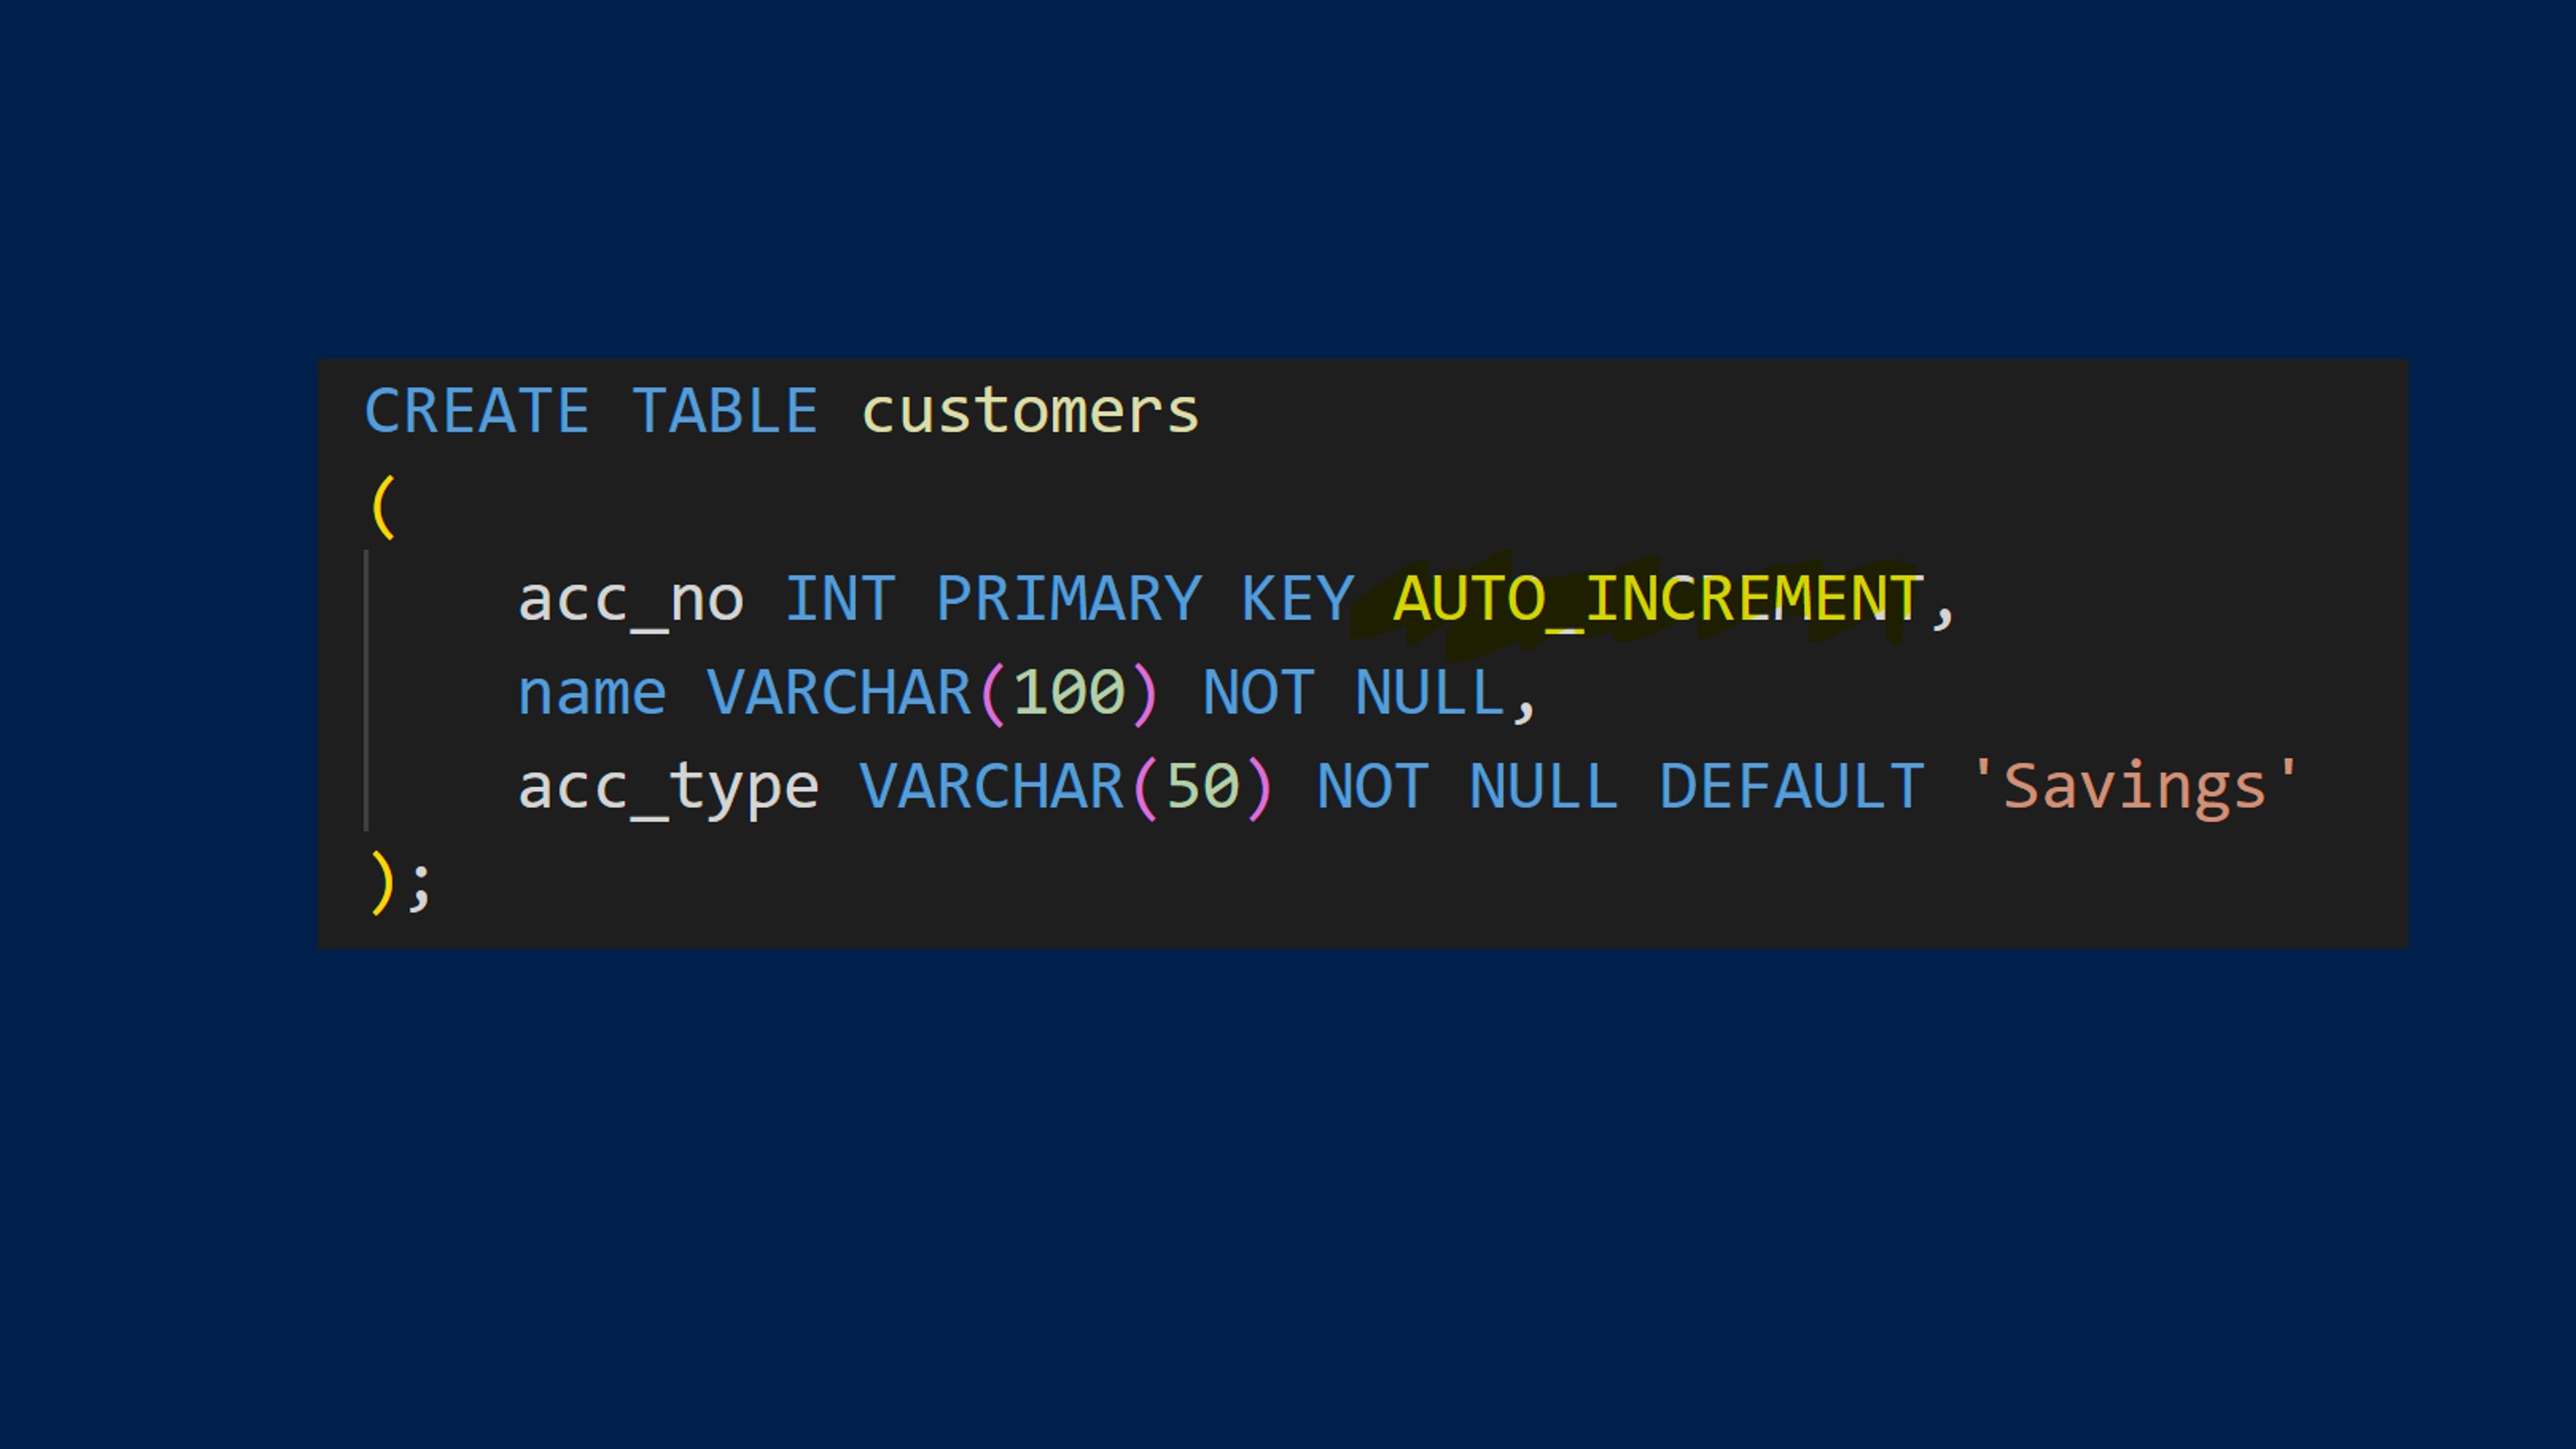 CREATE TABLE customers
(
acc_no INT PRIMARY KEY AUTO_INCREMENT,
name VARCHAR(100) NOT NULL,
acc_type VARCHAR(50) NOT NULL DEFAULT 'Savings'
);